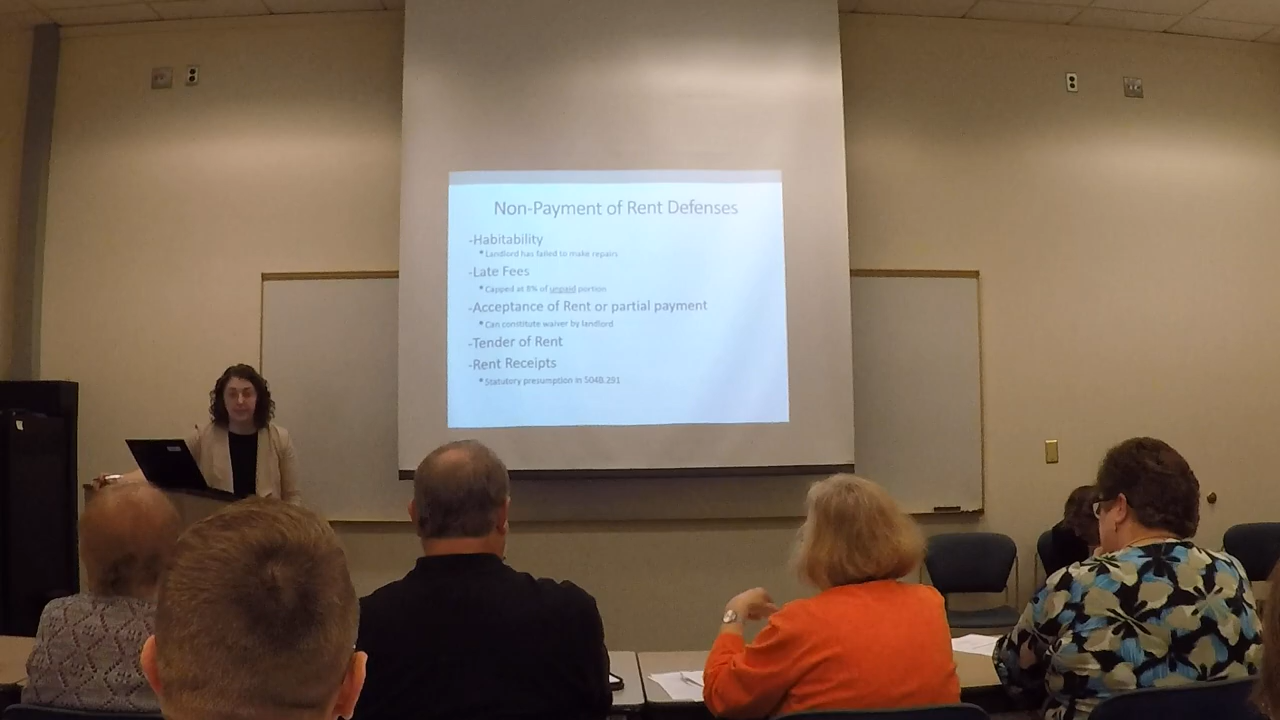 Non-Payment of Rent Defenses
-Habitability
* Landlord has failed to make repairs
-Late Fees
* Capped at 8% of unpaid portion
-Acceptance of Rent or partial payment
* Can constitute waiver by landlord
-Tender of Rent
-Rent Receipts
* Statutory presumption in 504B.291